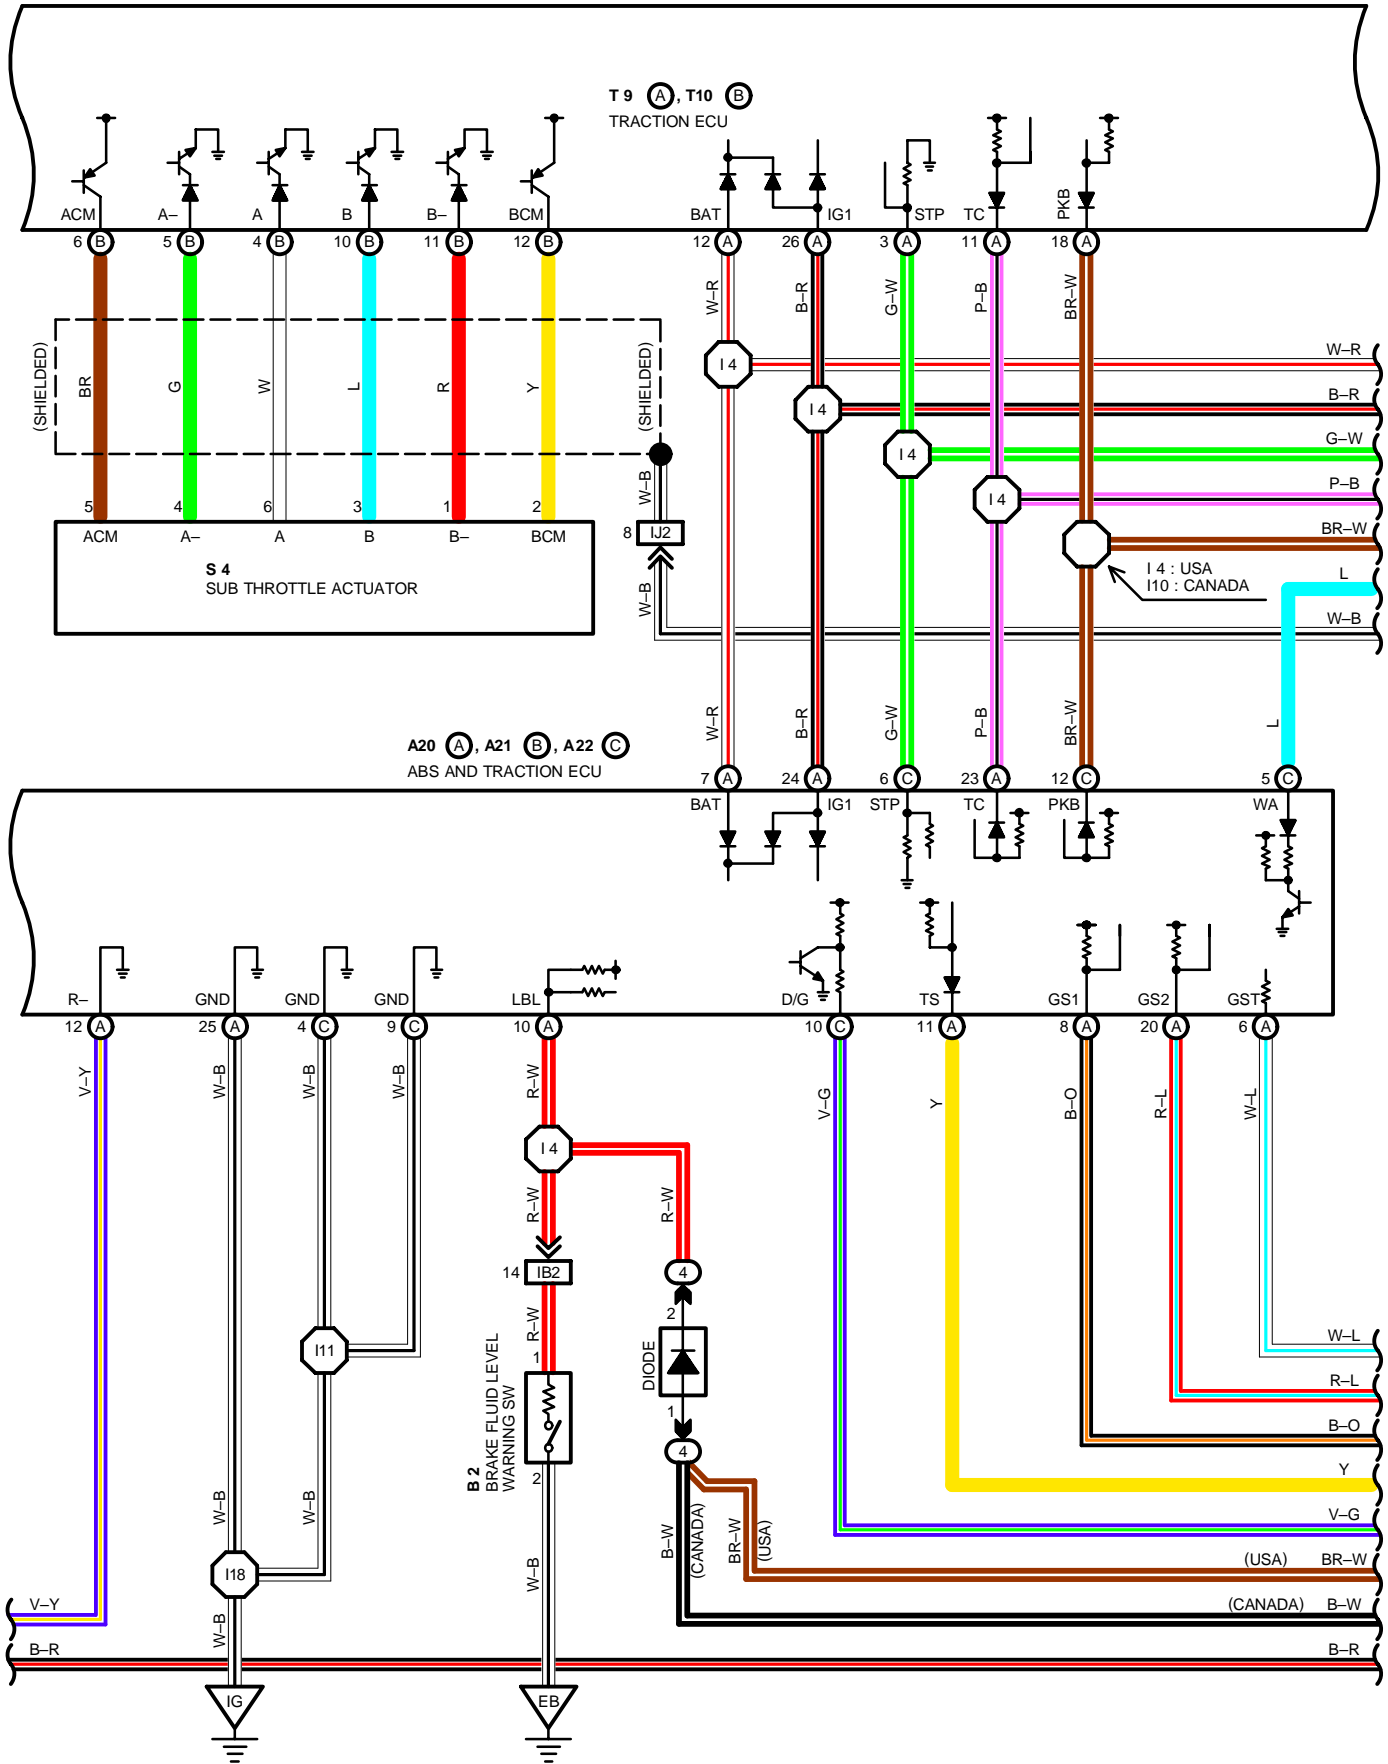 T 9 A , T10 B
TRACTION ECU
ACM A– A B B– BCM BAT IG1 STP TC PKB
6 B 5 B 4 B 10 B 11 B 12 B 12 A 26 A 3 A 11 A 18 A
W–R B–R G–W P–B BR–W
(SHIELDED) BR G W L R Y (SHIELDED)
I 4 W–R
I 4 B–R
I 4 G–W
I 4 P–B
BR–W
I 4 : USA
I10 : CANADA
L
W–B
5 4 6 3 1 2
ACM A– A B B– BCM
S 4
SUB THROTTLE ACTUATOR
W–B
8 IJ2
W–B
W–R B–R G–W P–B BR–W L
A20 A , A21 B , A22 C
ABS AND TRACTION ECU
7 A 24 A 6 C 23 A 12 C 5 C
BAT IG1 STP TC PKB WA
R– GND GND GND LBL D/G TS GS1 GS2 GST
12 A 25 A 4 C 9 C 10 A 10 C 11 A 8 A 20 A 6 A
V–Y W–B W–B W–B R–W V–G Y B–O R–L W–L
I 4
R–W R–W
14 IB2 4
R–W 2
I11
1
DIODE
B 2
BRAKE FLUID LEVEL
WARNING SW
1
4
2
W–L
R–L
B–O
Y
V–G
W–B W–B
B–W
(CANADA)
BR–W
(USA)
(USA) BR–W
I18
W–B
V–Y
W–B
(CANADA) B–W
B–R B–R
IG EB